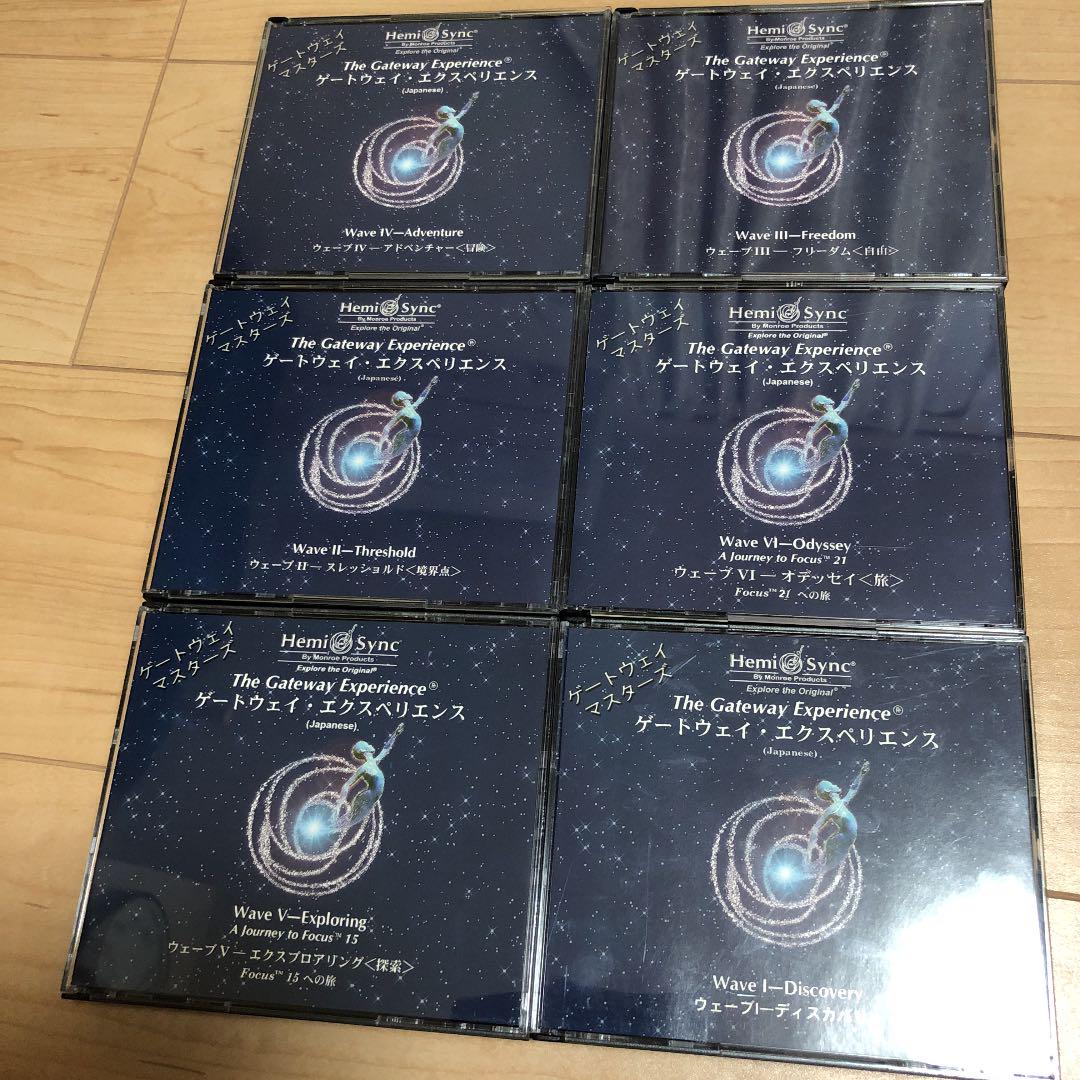 ゲートウェイ
マスターズ
Hemi Sync®
By Monroe Products
Explore the Original®
The Gateway Experience®
ゲートウェイ・エクスペリエンス
(Japanese)
Wave IV—Adventure
ウェーブ IV — アドベンチャー＜冒険＞
ゲートウェイ
マスターズ
Hemi Sync®
By Monroe Products
Explore the Original®
The Gateway Experience®
ゲートウェイ・エクスペリエンス
(Japanese)
Wave III—Freedom
ウェーブ III — フリーダム＜自由＞
ゲートウェイ
マスターズ
Hemi Sync®
By Monroe Products
Explore the Original®
The Gateway Experience®
ゲートウェイ・エクスペリエンス
(Japanese)
Wave II—Threshold
ウェーブ II — スレッショルド＜境界点＞
ゲートウェイ
マスターズ
Hemi Sync®
By Monroe Products
Explore the Original®
The Gateway Experience®
ゲートウェイ・エクスペリエンス
(Japanese)
Wave VI—Odyssey
A Journey to Focus™ 21
ウェーブ VI — オデッセイ＜旅＞
Focus™ 21 への旅
ゲートウェイ
マスターズ
Hemi Sync®
By Monroe Products
Explore the Original®
The Gateway Experience®
ゲートウェイ・エクスペリエンス
(Japanese)
Wave V—Exploring
A Journey to Focus™ 15
ウェーブ V — エクスプロアリング＜探索＞
Focus™ 15 への旅
ゲートウェイ
マスターズ
Hemi Sync®
By Monroe Products
Explore the Original®
The Gateway Experience®
ゲートウェイ・エクスペリエンス
(Japanese)
Wave I—Discovery
ウェーブI—ディスカバ